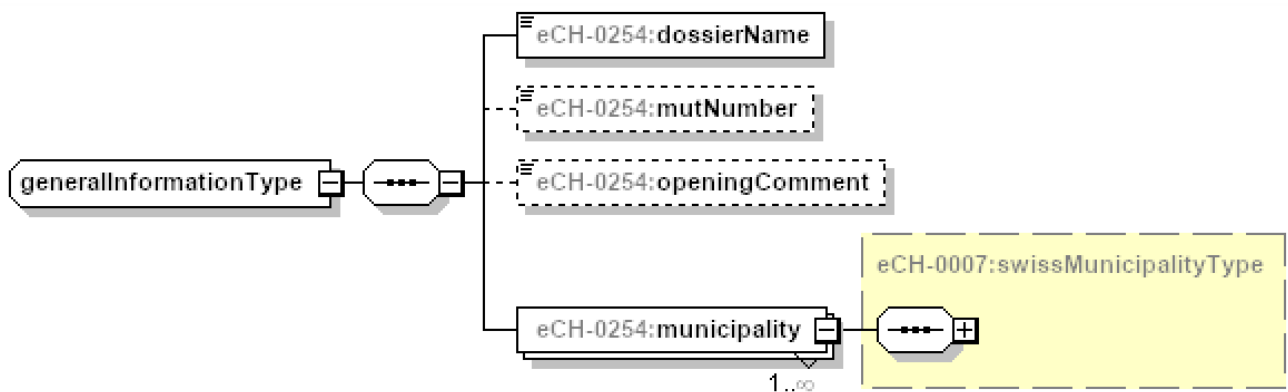 eCH-0254:dossierName
eCH-0254:mutNumber
generalInformationType
eCH-0254:openingComment
eCH-0007:swissMunicipalityType
eCH-0254:municipality
1..∞